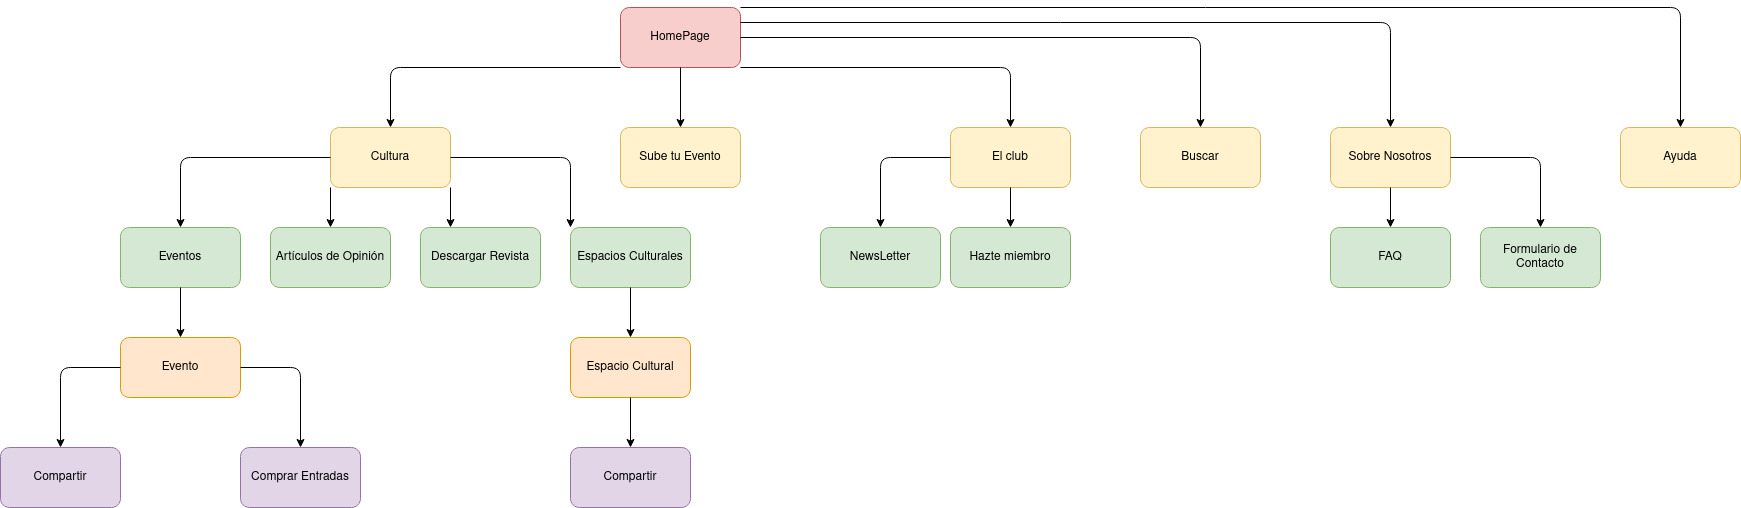 HomePage
Cultura
Sube tu Evento
El club
Buscar
Sobre Nosotros
Ayuda
Eventos
Artículos de Opinión
Descargar Revista
Espacios Culturales
NewsLetter
Hazte miembro
FAQ
Formulario de
Contacto
Evento
Espacio Cultural
Compartir
Comprar Entradas
Compartir